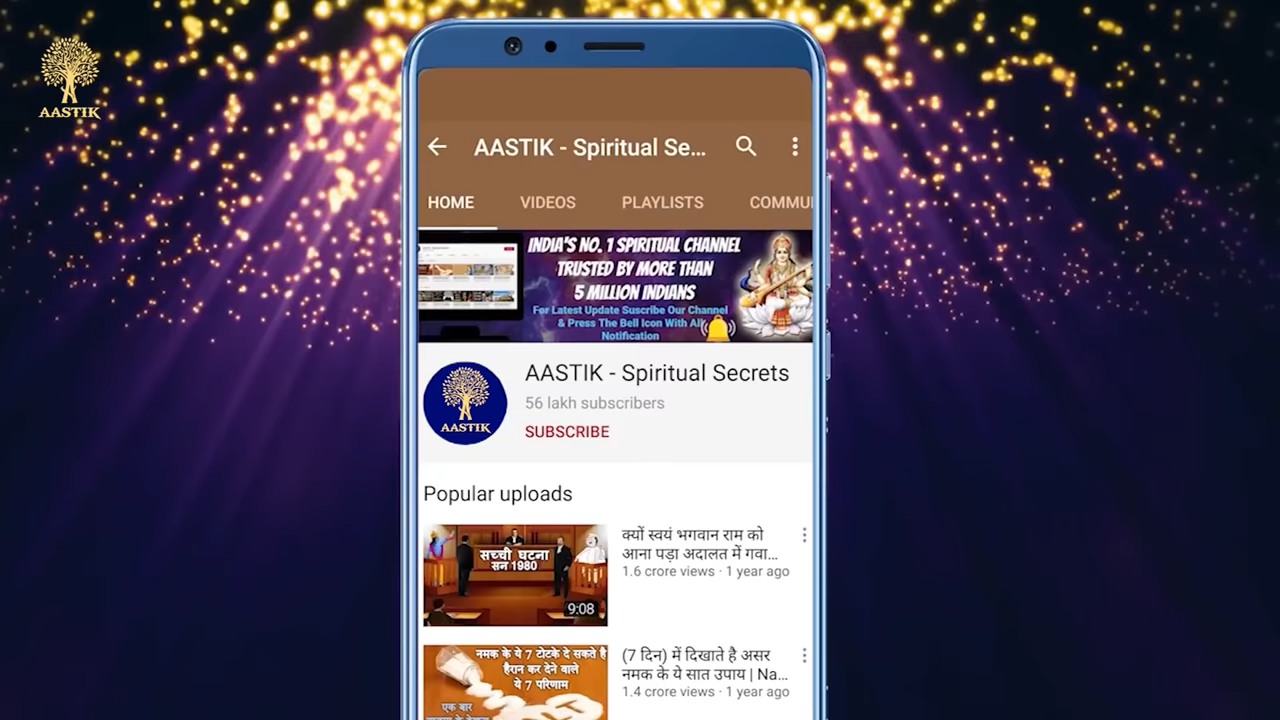 AASTIK
AASTIK - Spiritual Se...
HOME
VIDEOS
PLAYLISTS
COMMU
INDIA'S NO. 1 SPIRITUAL CHANNEL
TRUSTED BY MORE THAN
5 MILLION INDIANS
For Latest Update Suscribe Our Channel
& Press The Bell Icon With All
Notification
AASTIK
AASTIK - Spiritual Secrets
56 lakh subscribers
SUBSCRIBE
Popular uploads
सच्ची घटना
सन 1980
9:08
क्यों स्वयं भगवान राम को
आना पड़ा अदालत में गवा...
1.6 crore views · 1 year ago
नमक के ये 7 टोटके दे सकते है
हैरान कर देने वाले
ये 7 परिणाम
एक बार
(7 दिन) में दिखाते है असर
नमक के ये सात उपाय | Na...
1.4 crore views · 1 year ago